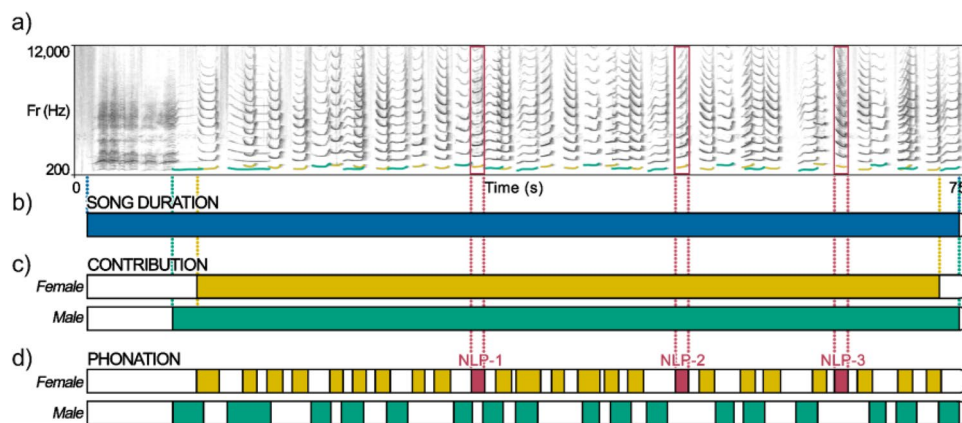 a)
12,000
Fr (Hz)
200
0
Time (s)
75
b)
SONG DURATION
c)
CONTRIBUTION
Female
Male
d)
PHONATION
NLP-1
NLP-2
NLP-3
Female
Male